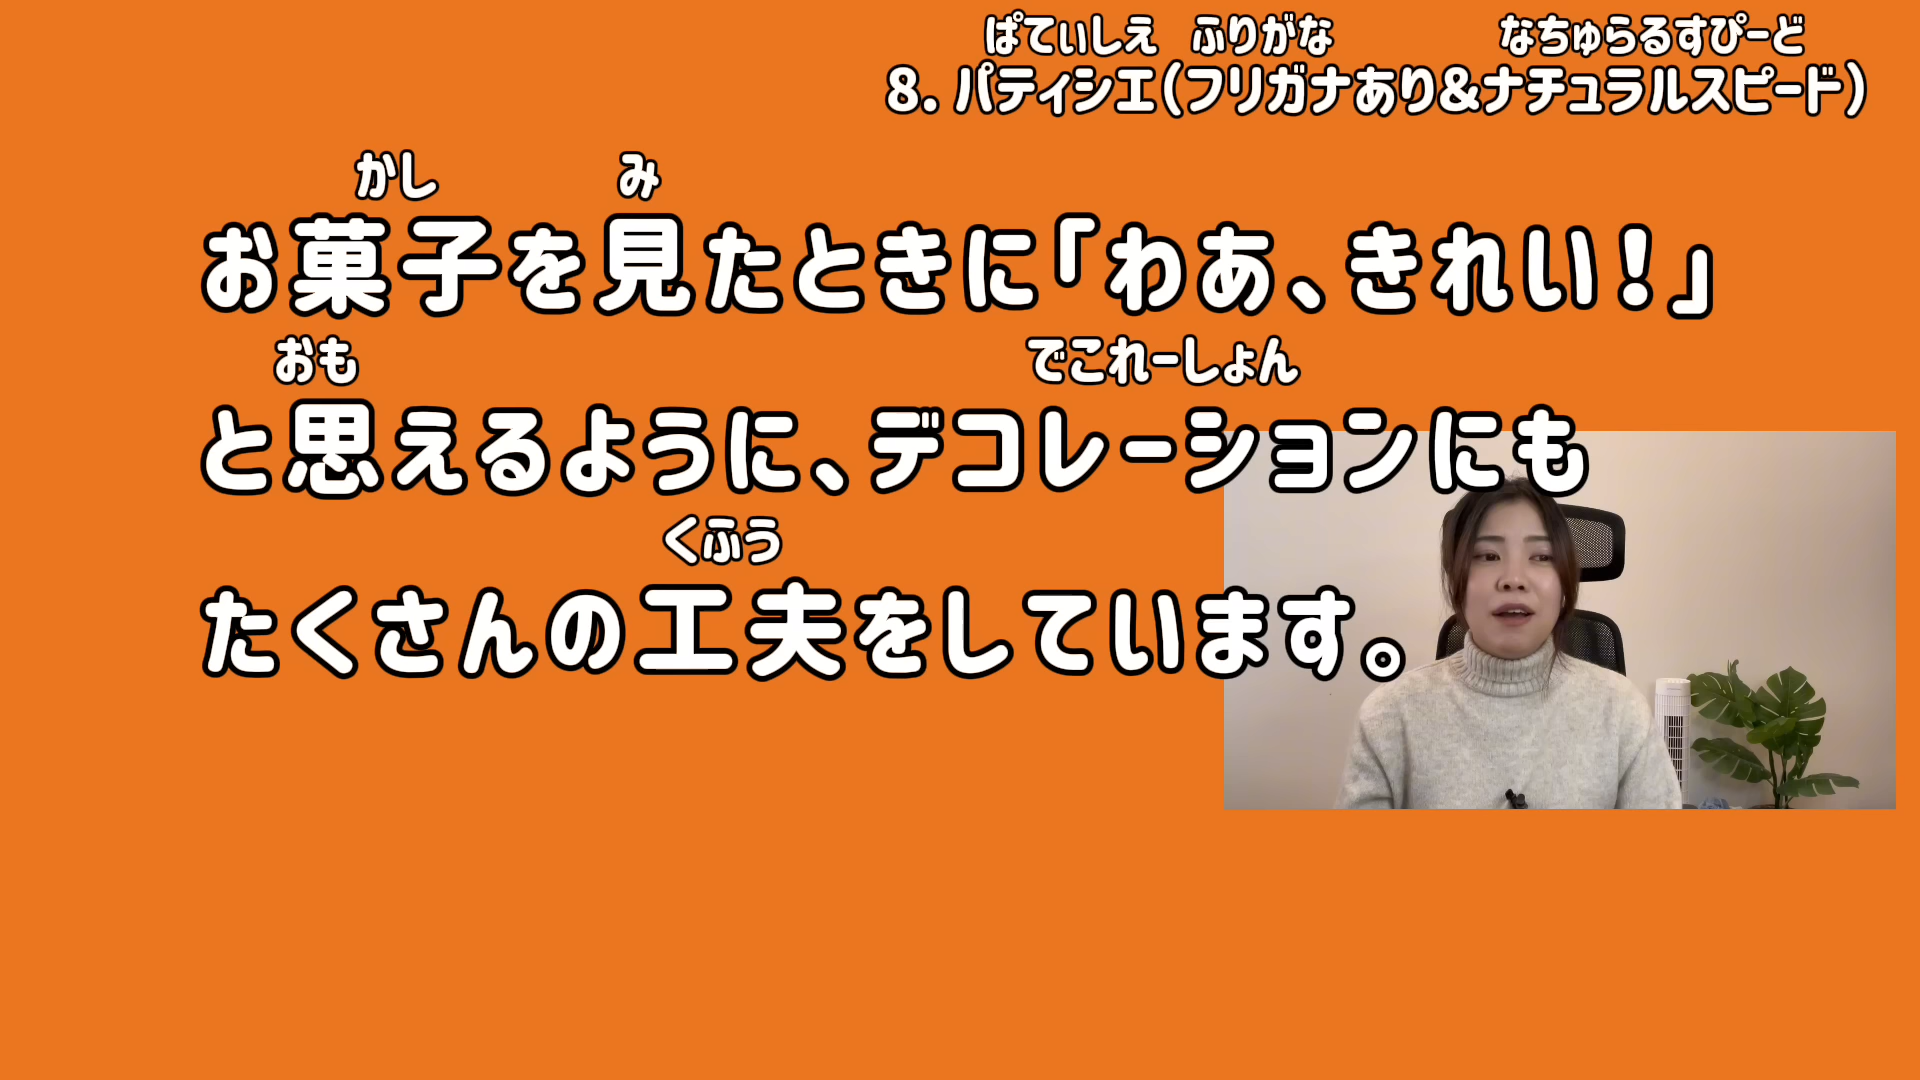 ぱてぃしえ ふりがな なちゅらるすぴーど
8. パティシエ(フリガナあり&ナチュラルスピード)
かし み
お菓子を見たときに「わあ、きれい!」
おも でこれーしょん
と思えるように、デコレーションにも
くふう
たくさんの工夫をしています。